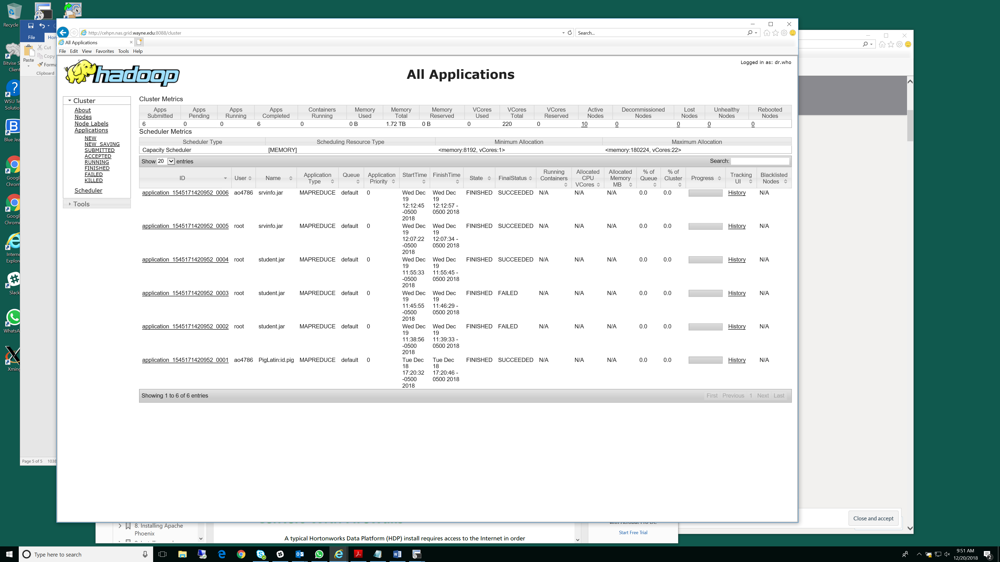 Recycle
Bitvise S
Client
WSU Te
Solutio
Blue Jea
Googl
Chrom
Googl
Chrome
Interne
Explore
Slack
WhatsA
Xming
File
Hon
Paste
Cut
Copy
Forma
Clipboard
Page 5 of 5 1038
http://cehpn.nas.grid.wayne.edu:8088/cluster
Search...
All Applications
File Edit View Favorites Tools Help
hadoop
All Applications
Logged in as: dr.who
Cluster
About
Nodes
Node Labels
Applications
NEW
NEW_SAVING
SUBMITTED
ACCEPTED
RUNNING
FINISHED
FAILED
KILLED
Scheduler
Tools
Cluster Metrics
Apps Submitted Apps Pending Apps Running Apps Completed Containers Running Memory Used Memory Total Memory Reserved VCores Used VCores Total VCores Reserved Active Nodes Decommissioned Nodes Lost Nodes Unhealthy Nodes Rebooted Nodes
6 0 0 6 0 0 B 1.72 TB 0 B 0 220 0 10 0 0 0 0
Scheduler Metrics
Scheduler Type Scheduling Resource Type Minimum Allocation Maximum Allocation
Capacity Scheduler [MEMORY] <memory:8192, vCores:1> <memory:180224, vCores:22>
Show 20 entries Search:
ID User Name Application Type Queue Application Priority StartTime FinishTime State FinalStatus Running Containers Allocated CPU VCores Allocated Memory MB % of Queue % of Cluster Progress Tracking UI Blacklisted Nodes
application_1545171420952_0006 ao4786 srvinfo.jar MAPREDUCE default 0 Wed Dec 19 12:12:45 -0500 2018 Wed Dec 19 12:12:57 -0500 2018 FINISHED SUCCEEDED N/A N/A N/A 0.0 0.0 History N/A
application_1545171420952_0005 root srvinfo.jar MAPREDUCE default 0 Wed Dec 19 12:07:22 -0500 2018 Wed Dec 19 12:07:34 -0500 2018 FINISHED SUCCEEDED N/A N/A N/A 0.0 0.0 History N/A
application_1545171420952_0004 root student.jar MAPREDUCE default 0 Wed Dec 19 11:55:33 -0500 2018 Wed Dec 19 11:55:45 -0500 2018 FINISHED SUCCEEDED N/A N/A N/A 0.0 0.0 History N/A
application_1545171420952_0003 root student.jar MAPREDUCE default 0 Wed Dec 19 11:45:55 -0500 2018 Wed Dec 19 11:46:29 -0500 2018 FINISHED FAILED N/A N/A N/A 0.0 0.0 History N/A
application_1545171420952_0002 root student.jar MAPREDUCE default 0 Wed Dec 19 11:38:56 -0500 2018 Wed Dec 19 11:39:33 -0500 2018 FINISHED FAILED N/A N/A N/A 0.0 0.0 History N/A
application_1545171420952_0001 ao4786 PigLatin:id.pig MAPREDUCE default 0 Tue Dec 18 17:20:32 -0500 2018 Tue Dec 18 17:20:46 -0500 2018 FINISHED SUCCEEDED N/A N/A N/A 0.0 0.0 History N/A
Showing 1 to 6 of 6 entries First Previous 1 Next Last
Close and accept
8. Installing Apache
Phoenix
A typical Hortonworks Data Platform (HDP) install requires access to the Internet in order
Start Free Trial
Type here to search
9:51 AM
12/20/2018
2